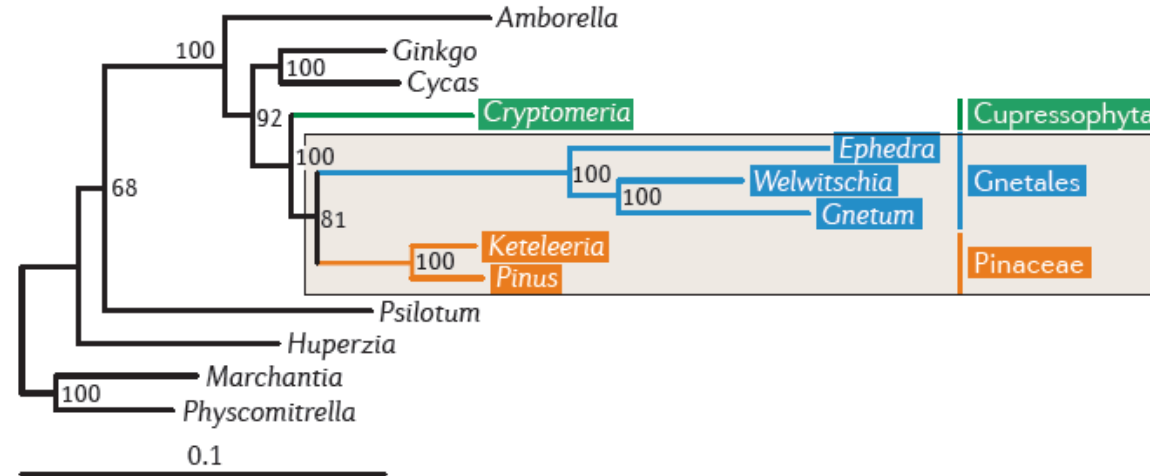 Amborella
100
Ginkgo
100
Cycas
92
Cryptomeria
Cupressophyta
100
Ephedra
100
Welwitschia
Gnetales
100
Gnetum
68
81
Keteleeria
100
Pinaceae
Pinus
Psilotum
Huperzia
Marchantia
100
Physcomitrella
0.1